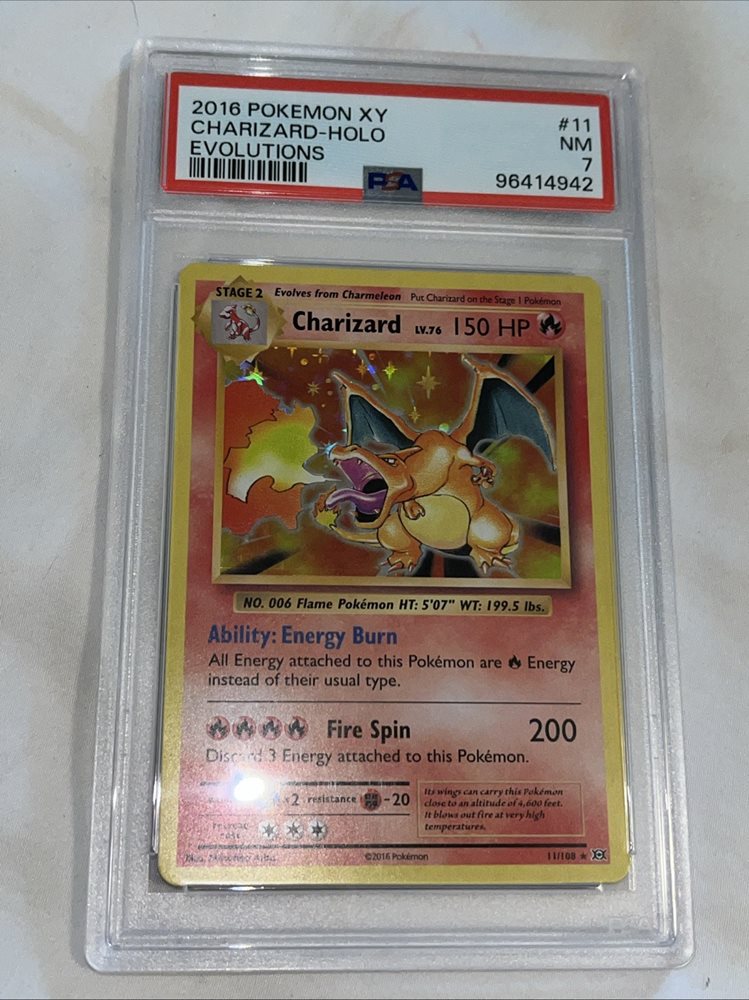 2016 POKEMON XY #11
CHARIZARD-HOLO NM
EVOLUTIONS 7
PSA 96414942
STAGE 2 Evolves from Charmeleon Put Charizard on the Stage 1 Pokémon
Charizard LV.76 150 HP
NO. 006 Flame Pokémon HT: 5'07" WT: 199.5 lbs.
Ability: Energy Burn
All Energy attached to this Pokémon are Energy
instead of their usual type.
Fire Spin 200
Discard 3 Energy attached to this Pokémon.
×2 resistance -20
retreat
cost
Its wings can carry this Pokémon
close to an altitude of 4,600 feet.
It blows out fire at very high
temperatures.
©2016 Pokémon 11/108